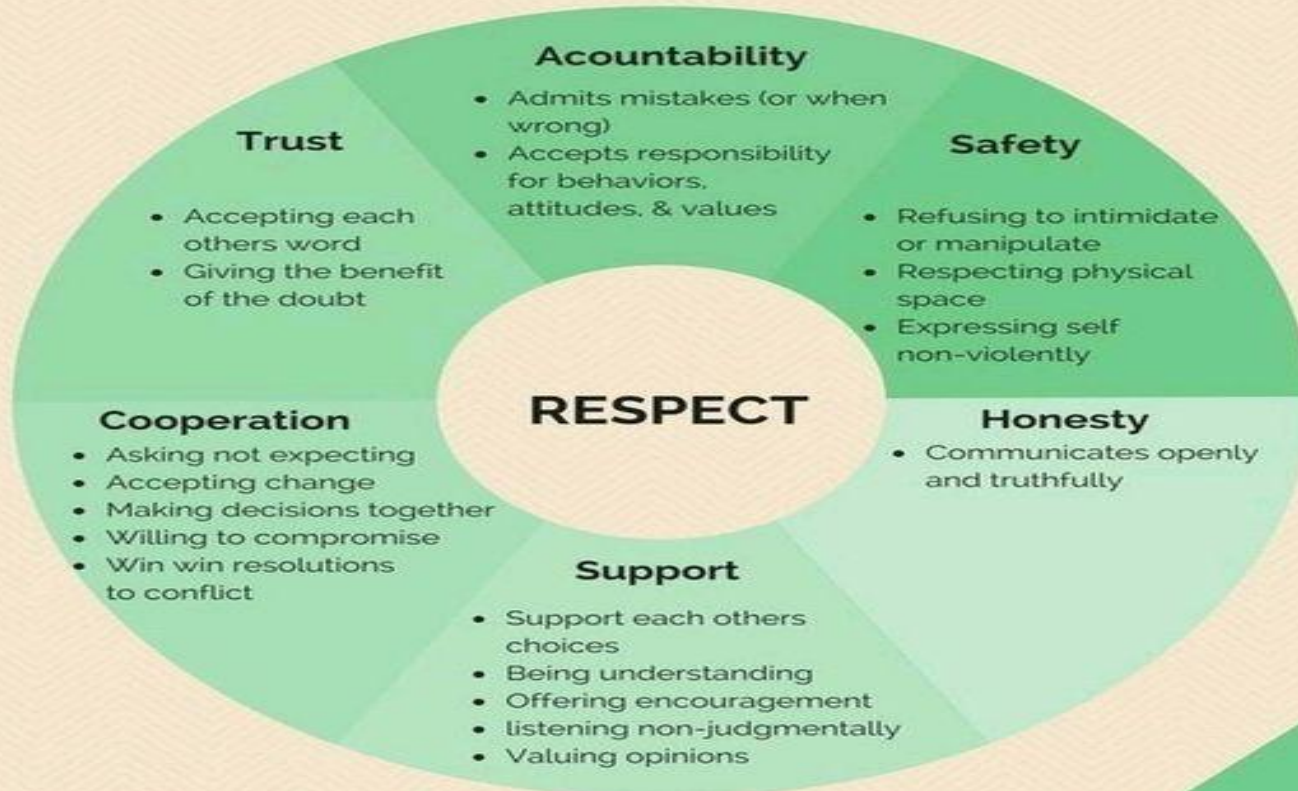 Acountability
• Admits mistakes (or when
wrong)
• Accepts responsibility
for behaviors,
attitudes, & values
Safety
• Refusing to intimidate
or manipulate
• Respecting physical
space
• Expressing self
non-violently
Honesty
• Communicates openly
and truthfully
Support
• Support each others
choices
• Being understanding
• Offering encouragement
• listening non-judgmentally
• Valuing opinions
Cooperation
• Asking not expecting
• Accepting change
• Making decisions together
• Willing to compromise
• Win win resolutions
to conflict
Trust
• Accepting each
others word
• Giving the benefit
of the doubt
RESPECT